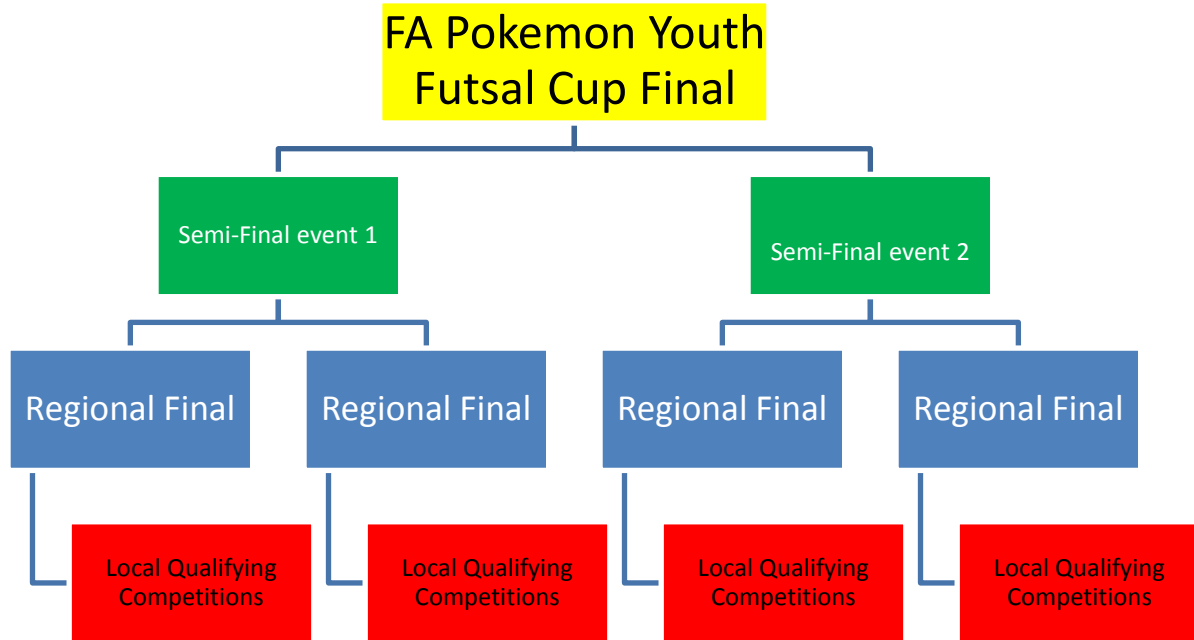 FA Pokemon Youth
Futsal Cup Final
Semi-Final event 1
Semi-Final event 2
Regional Final
Regional Final
Regional Final
Regional Final
Local Qualifying
Competitions
Local Qualifying
Competitions
Local Qualifying
Competitions
Local Qualifying
Competitions